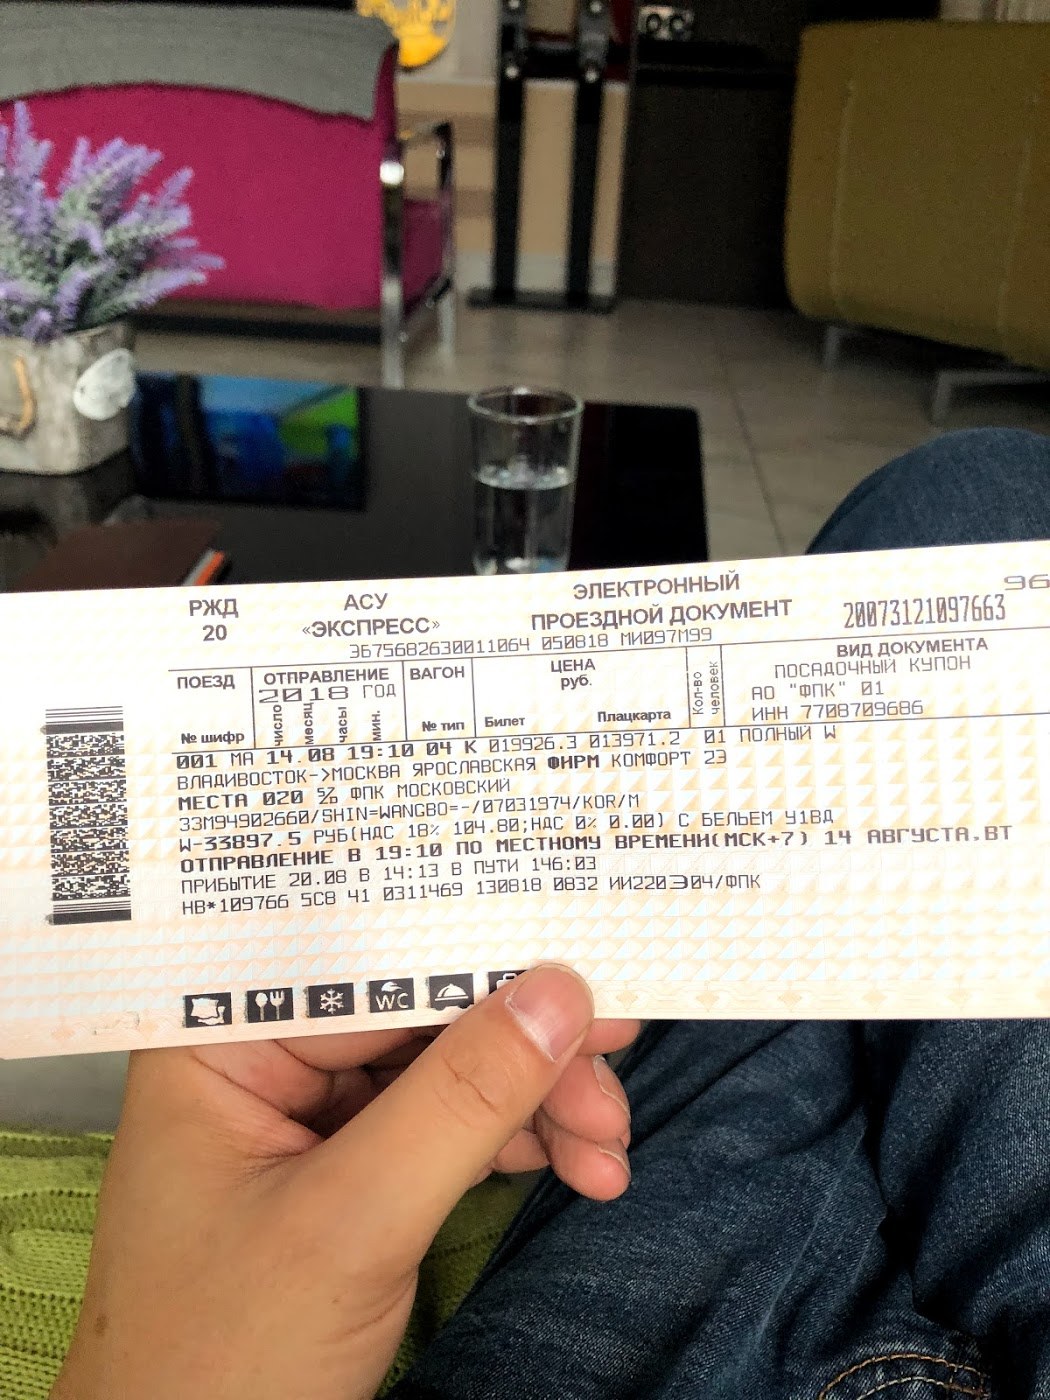 РЖД
20
АСУ
«ЭКСПРЕСС»
ЭЛЕКТРОННЫЙ
ПРОЕЗДНОЙ ДОКУМЕНТ
96
20073121097663
ЭБ75682630011064 050818 МИ097М99
ПОЕЗД
№ шифр
ОТПРАВЛЕНИЕ
2018 ГОД
число
месяц
часы
мин.
ВАГОН
№ тип
ЦЕНА
руб.
Билет Плацкарта
Кол-во
человек
ВИД ДОКУМЕНТА
ПОСАДОЧНЫЙ КУПОН
АО "ФПК" 01
ИНН 7708709686
001 МА 14.08 19:10 04 К 019926.3 013971.2 01 ПОЛНЫЙ W
ВЛАДИВОСТОК->МОСКВА ЯРОСЛАВСКАЯ ФИРМ КОМФОРТ 2Э
МЕСТА 020 ФПК МОСКОВСКИЙ
ЗЗМ94902660/SHIN=WANGBO=-/07031974/KOR/M
W-33897.5 РУБ(НДС 18% 104.80;НДС 0% 0.00) С БЕЛЬЕМ У1ВД
ОТПРАВЛЕНИЕ В 19:10 ПО МЕСТНОМУ ВРЕМЕНИ(МСК+7) 14 АВГУСТА.ВТ
ПРИБЫТИЕ 20.08 В 14:13 В ПУТИ 146:03
НВ*109766 5С8 41 0311469 130818 0832 ИИ220Э04/ФПК
WC